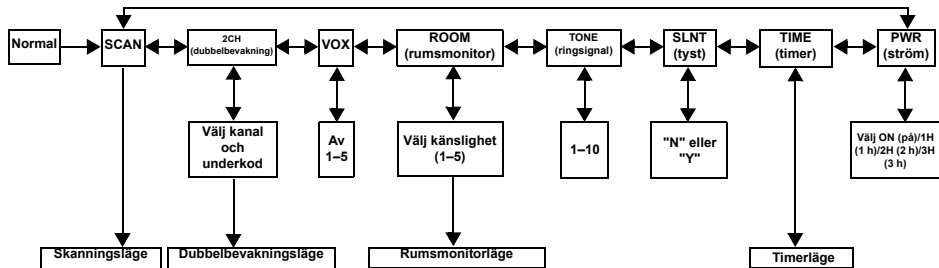 Normal
SCAN
2CH
(dubbelbevakning)
VOX
ROOM
(rumsmonitor)
TONE
(ringsignal)
SLNT
(tyst)
TIME
(timer)
PWR
(ström)
Välj kanal
och
underkod
Av
1–5
Välj känslighet
(1–5)
1–10
"N" eller
"Y"
Välj ON (på)/1H
(1 h)/2H (2 h)/3H
(3 h)
Skanningsläge
Dubbelbevakningsläge
Rumsmonitorläge
Timerläge